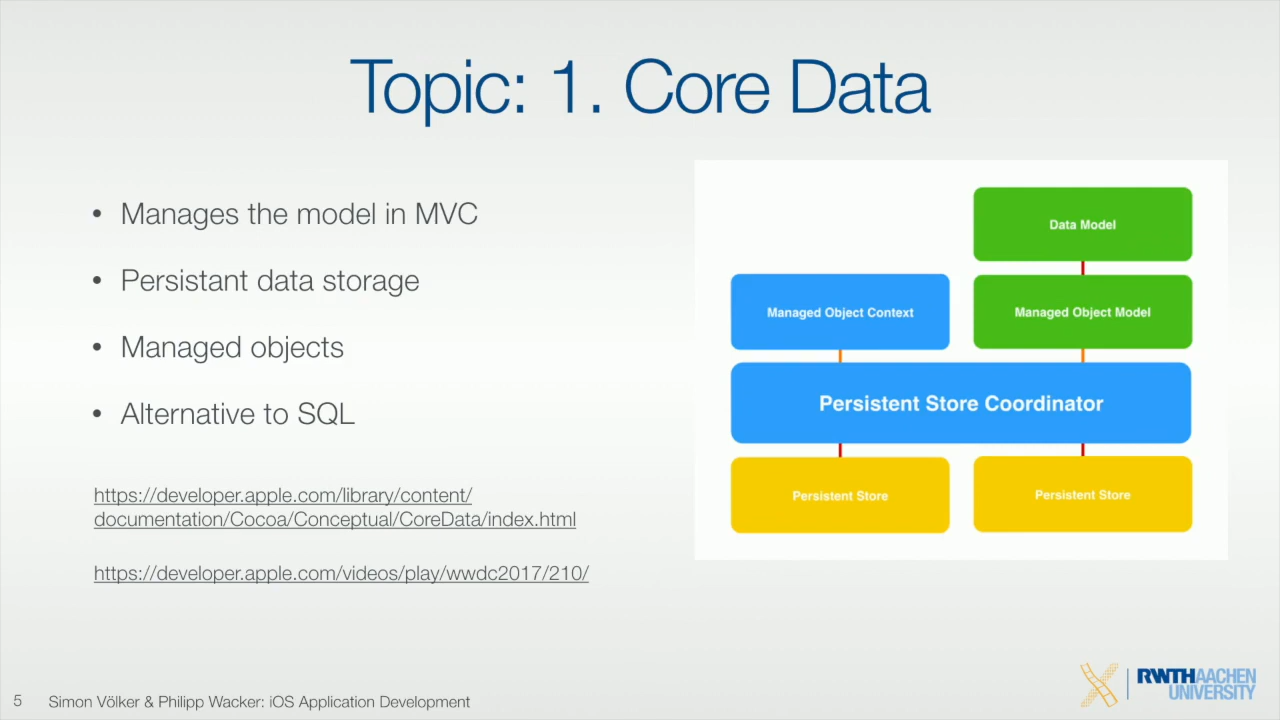 Topic: 1. Core Data
• Manages the model in MVC
• Persistant data storage
• Managed objects
• Alternative to SQL
https://developer.apple.com/library/content/
documentation/Cocoa/Conceptual/CoreData/index.html
https://developer.apple.com/videos/play/wwdc2017/210/
Data Model
Managed Object Context
Managed Object Model
Persistent Store Coordinator
Persistent Store
Persistent Store
5
Simon Völker & Philipp Wacker: iOS Application Development
RWTHAACHEN
UNIVERSITY